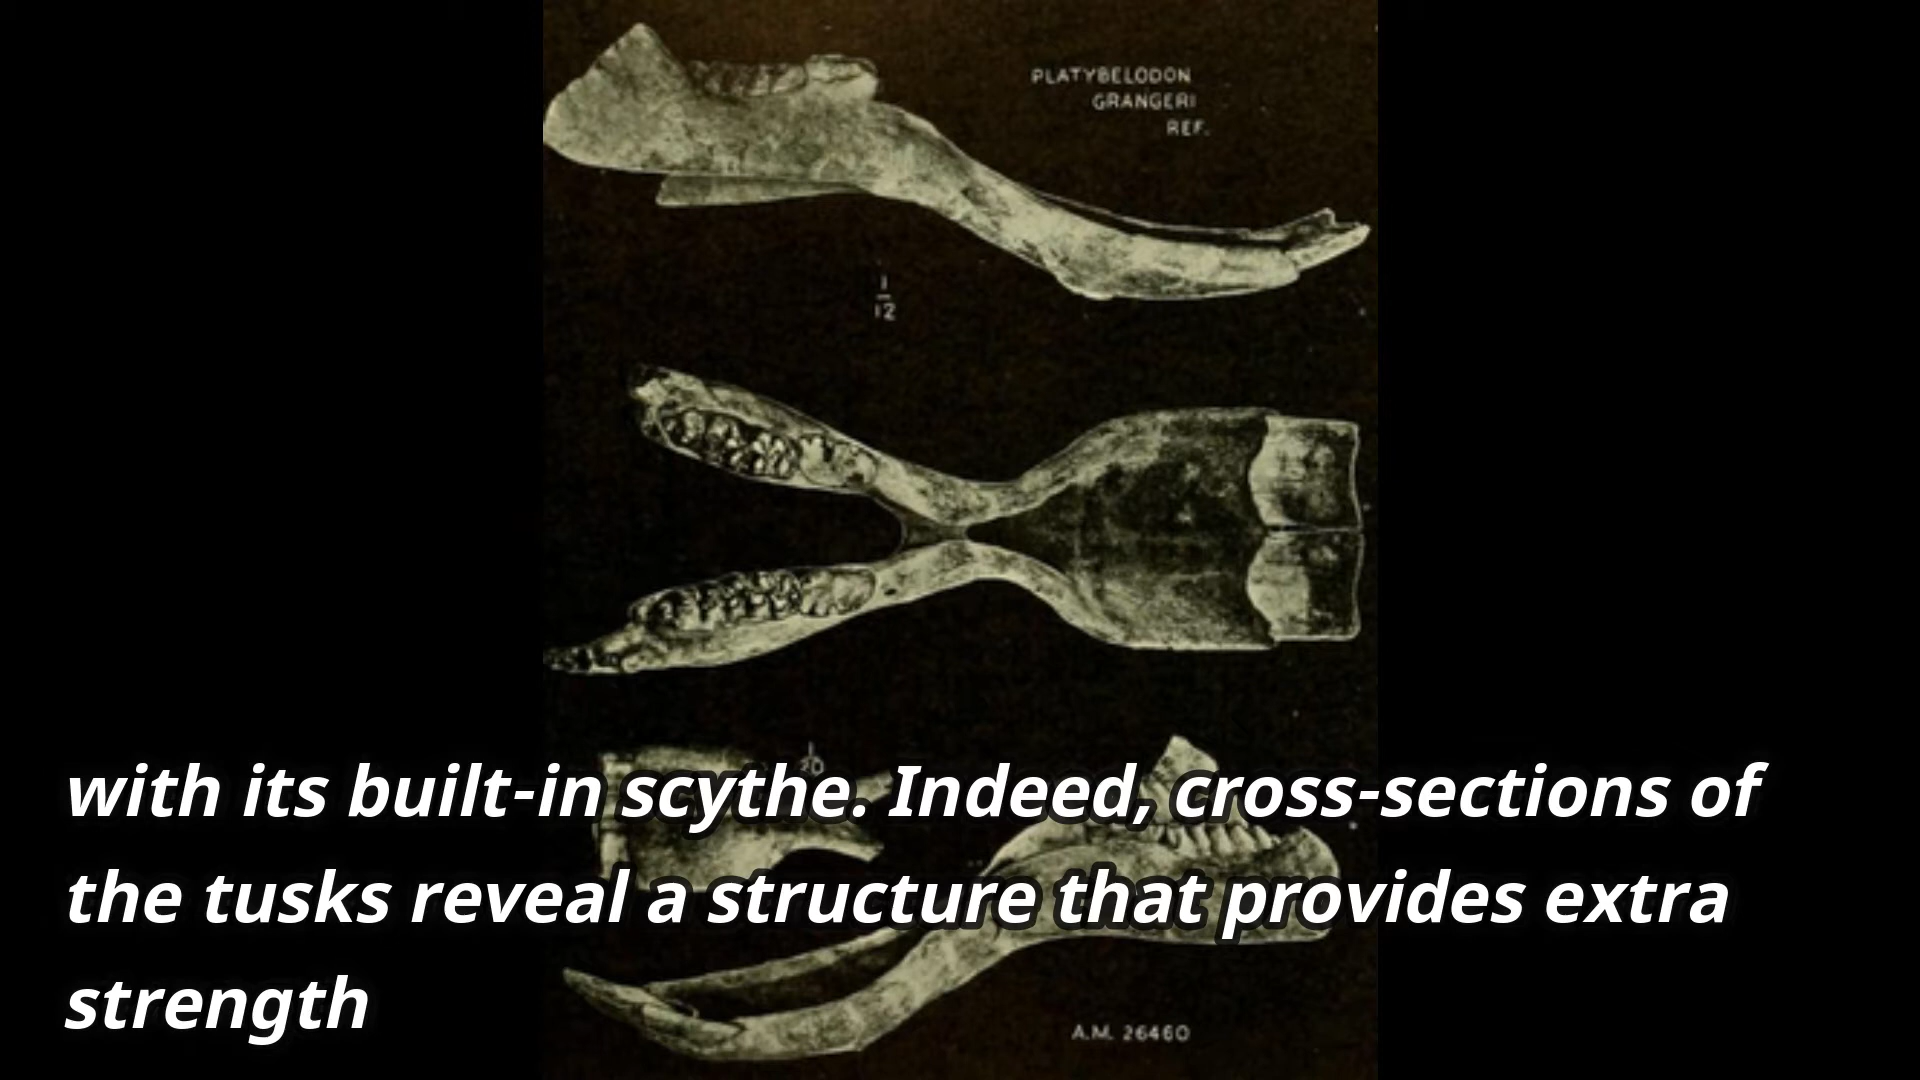 PLATYBELODON
GRANGERI
REF.
1
12
1
20
with its built-in scythe. Indeed, cross-sections of
the tusks reveal a structure that provides extra
strength
A.M. 26460